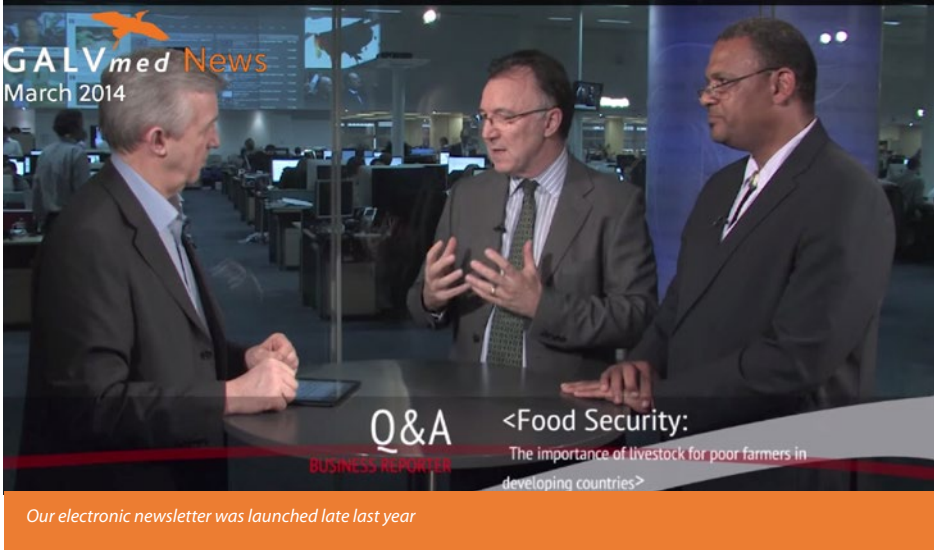 GALVmed News
March 2014
Q&A
BUSINESS REPORTER
<Food Security:
The importance of livestock for poor farmers in
developing countries>
Our electronic newsletter was launched late last year